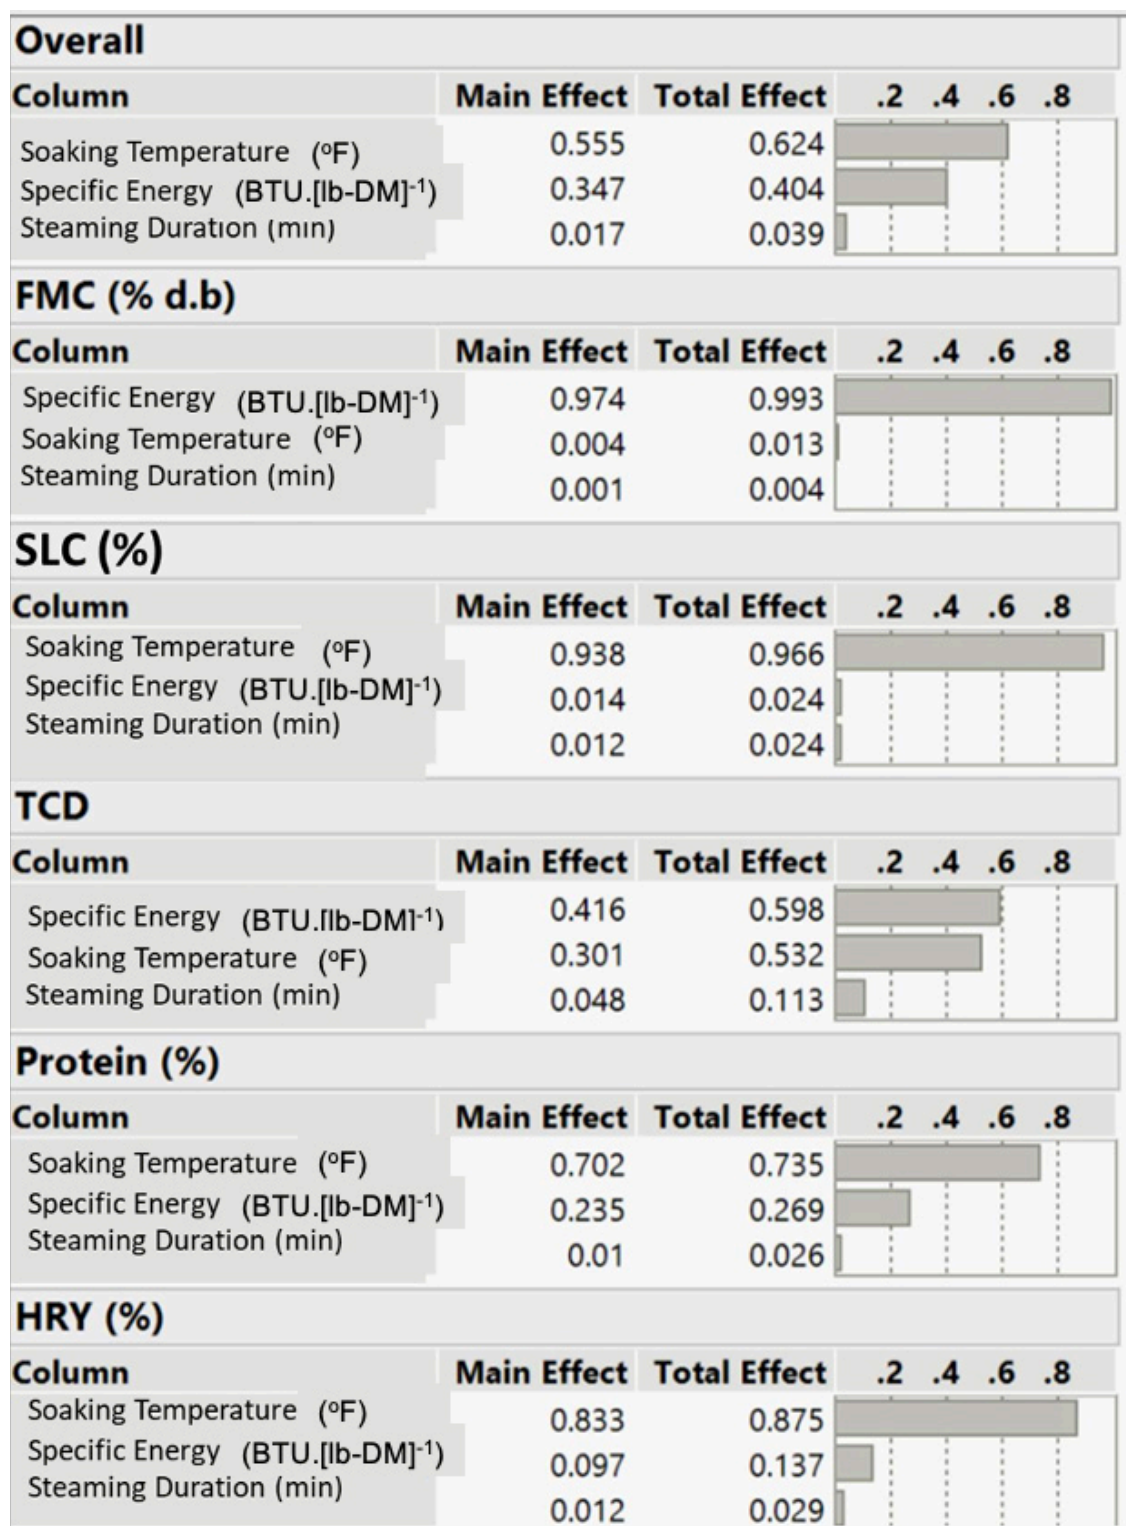 Overall
Column Main Effect Total Effect .2 .4 .6 .8
Soaking Temperature (ºF) 0.555 0.624
Specific Energy (BTU.[lb-DM]-1) 0.347 0.404
Steaming Duration (min) 0.017 0.039
FMC (% d.b)
Column Main Effect Total Effect .2 .4 .6 .8
Specific Energy (BTU.[lb-DM]-1) 0.974 0.993
Soaking Temperature (ºF) 0.004 0.013
Steaming Duration (min) 0.001 0.004
SLC (%)
Column Main Effect Total Effect .2 .4 .6 .8
Soaking Temperature (ºF) 0.938 0.966
Specific Energy (BTU.[lb-DM]-1) 0.014 0.024
Steaming Duration (min) 0.012 0.024
TCD
Column Main Effect Total Effect .2 .4 .6 .8
Specific Energy (BTU.[lb-DM]-1) 0.416 0.598
Soaking Temperature (ºF) 0.301 0.532
Steaming Duration (min) 0.048 0.113
Protein (%)
Column Main Effect Total Effect .2 .4 .6 .8
Soaking Temperature (ºF) 0.702 0.735
Specific Energy (BTU.[lb-DM]-1) 0.235 0.269
Steaming Duration (min) 0.01 0.026
HRY (%)
Column Main Effect Total Effect .2 .4 .6 .8
Soaking Temperature (ºF) 0.833 0.875
Specific Energy (BTU.[lb-DM]-1) 0.097 0.137
Steaming Duration (min) 0.012 0.029